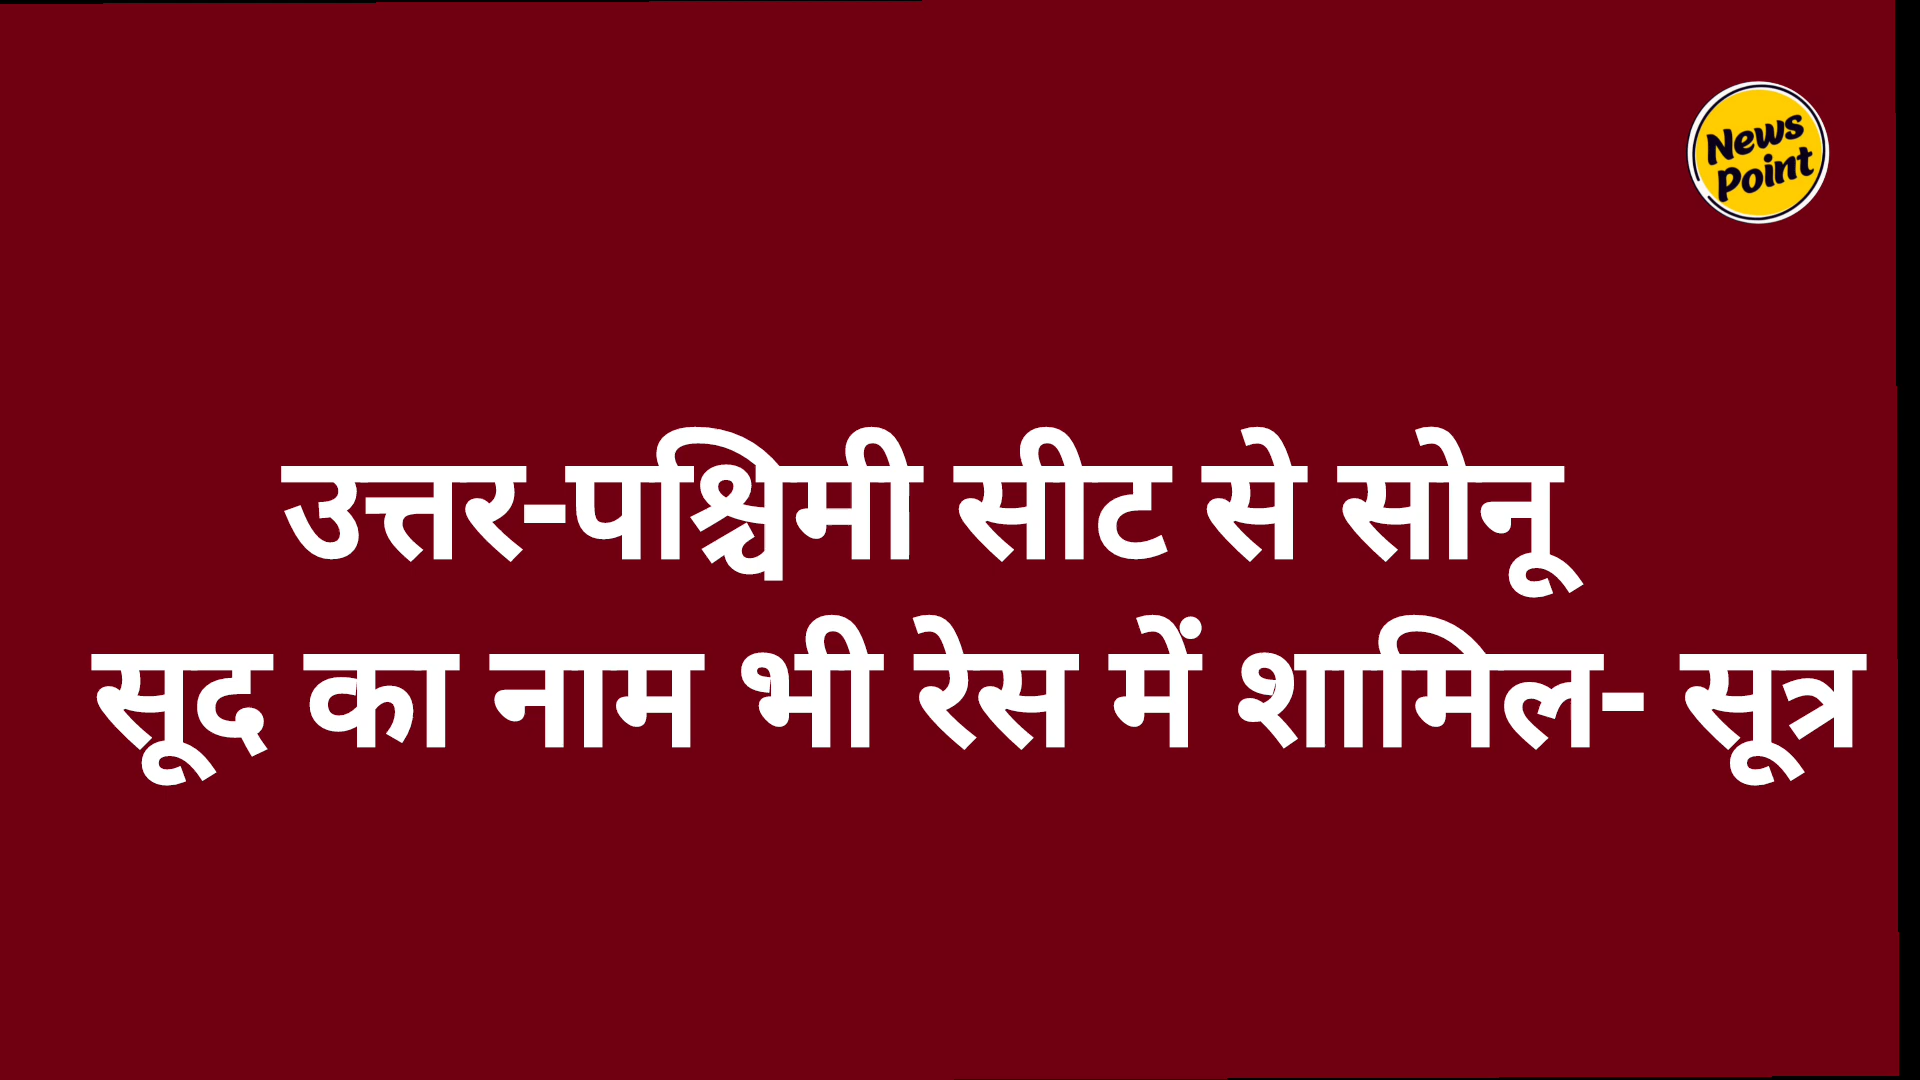 News
Point
उत्तर-पश्चिमी सीट से सोनू
सूद का नाम भी रेस में शामिल- सूत्र